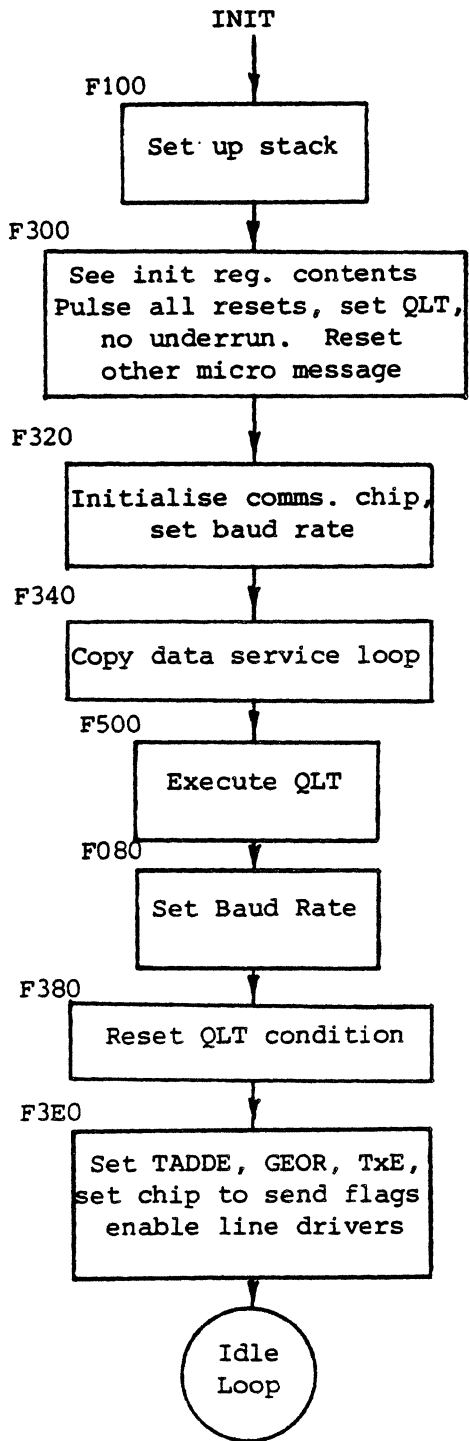 INIT
F100
Set up stack
F300
See init reg. contents
Pulse all resets, set QLT,
no underrun. Reset
other micro message
F320
Initialise comms. chip,
set baud rate
F340
Copy data service loop
F500
Execute QLT
F080
Set Baud Rate
F380
Reset QLT condition
F3E0
Set TADDE, GEOR, TxE,
set chip to send flags
enable line drivers
Idle
Loop